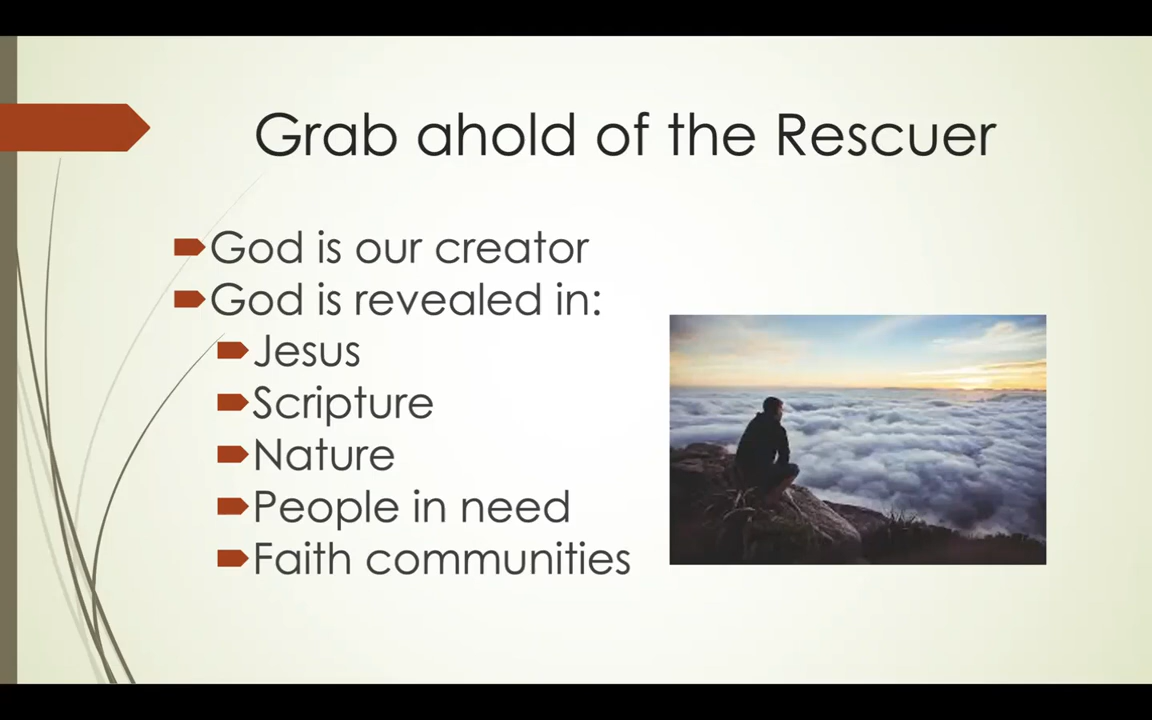 Grab ahold of the Rescuer
God is our creator
God is revealed in:
Jesus
Scripture
Nature
People in need
Faith communities